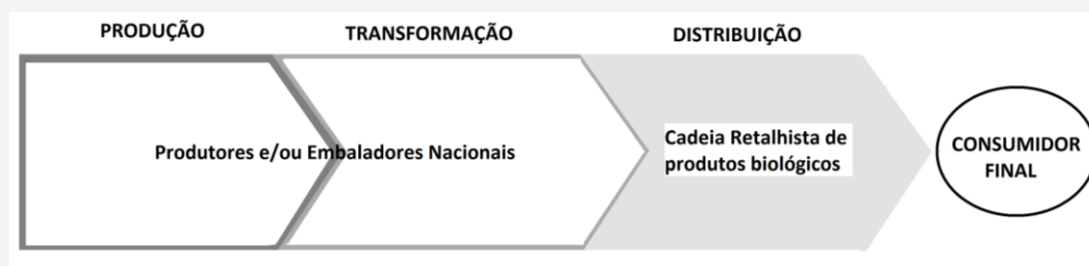 PRODUÇÃO
TRANSFORMAÇÃO
DISTRIBUIÇÃO
Produtores e/ou Embaladores Nacionais
Cadeia Retalhista de
produtos biológicos
CONSUMIDOR
FINAL